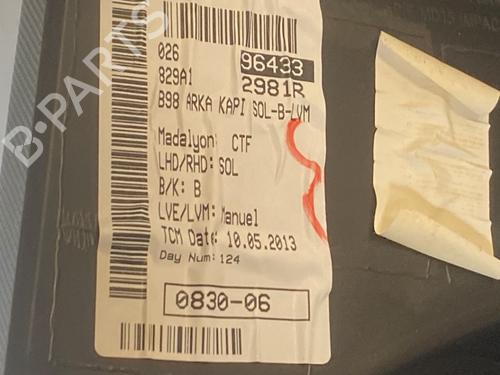 B-PARTS
026
96433
829A1
2981R
B98 ARKA KAPI SOL-B-LVM
Madalyon: CTF
LHD/RHD: SOL
B/K: B
LVE/LVM: Manuel
TCM Date: 10.05.2013
Day Num: 124
0830-06